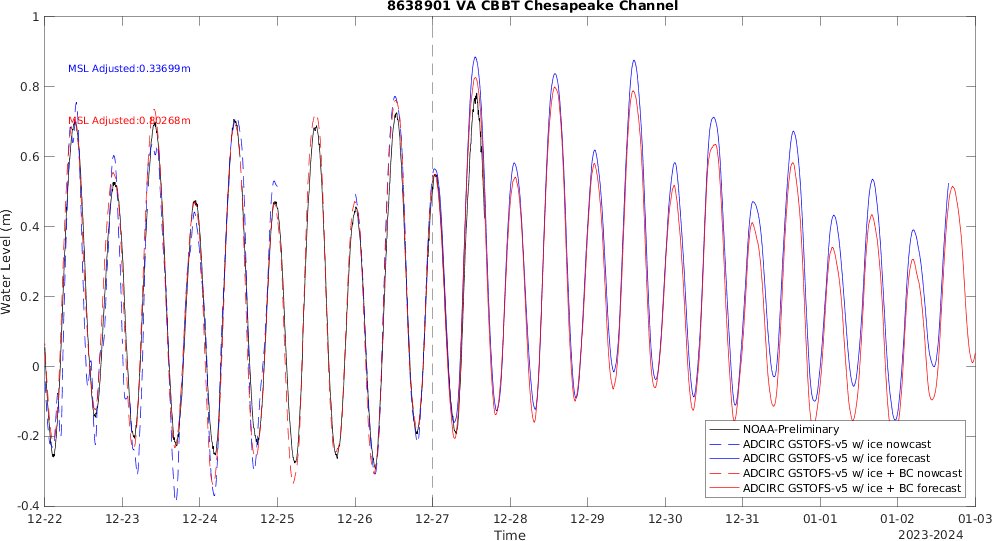 8638901 VA CBBT Chesapeake Channel
1
0.8
0.6
0.4
0.2
0
-0.2
-0.4
Water Level (m)
MSL Adjusted:0.33699m
MSL Adjusted:0.30268m
NOAA-Preliminary
ADCIRC GSTOFS-v5 w/ ice nowcast
ADCIRC GSTOFS-v5 w/ ice forecast
ADCIRC GSTOFS-v5 w/ ice + BC nowcast
ADCIRC GSTOFS-v5 w/ ice + BC forecast
12-22 12-23 12-24 12-25 12-26 12-27 12-28 12-29 12-30 12-31 01-01 01-02 01-03
Time
2023-2024